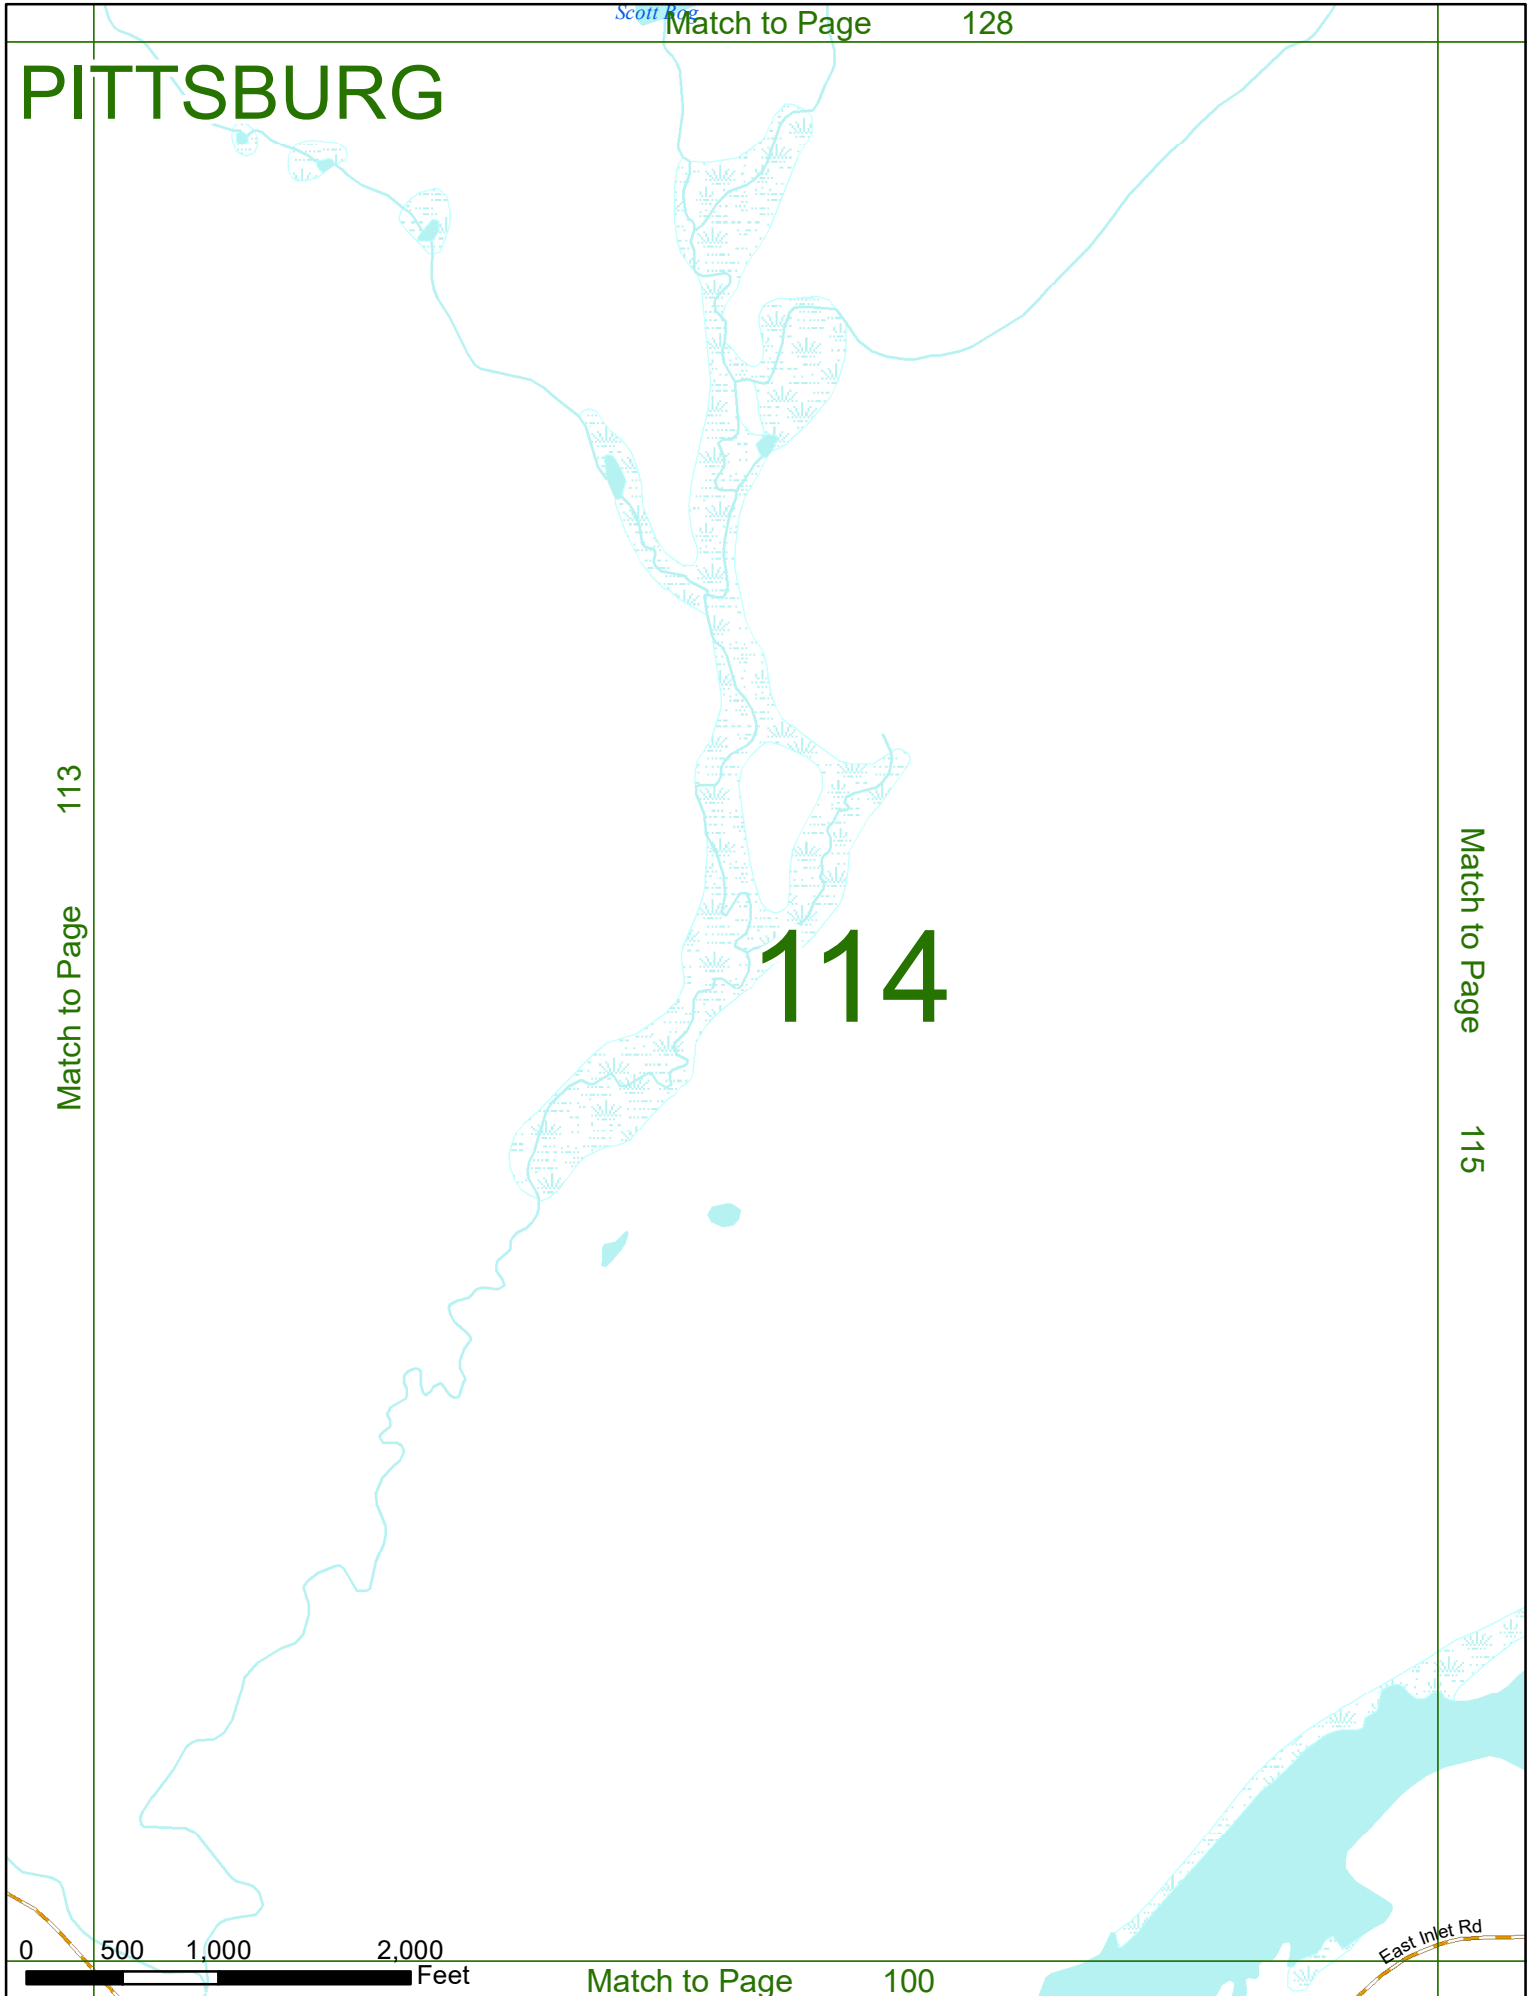 Scott Bog
Match to Page 128
PITTSBURG
Match to Page 113
114
Match to Page 115
East Inlet Rd
0 500 1,000 2,000
Feet
Match to Page 100